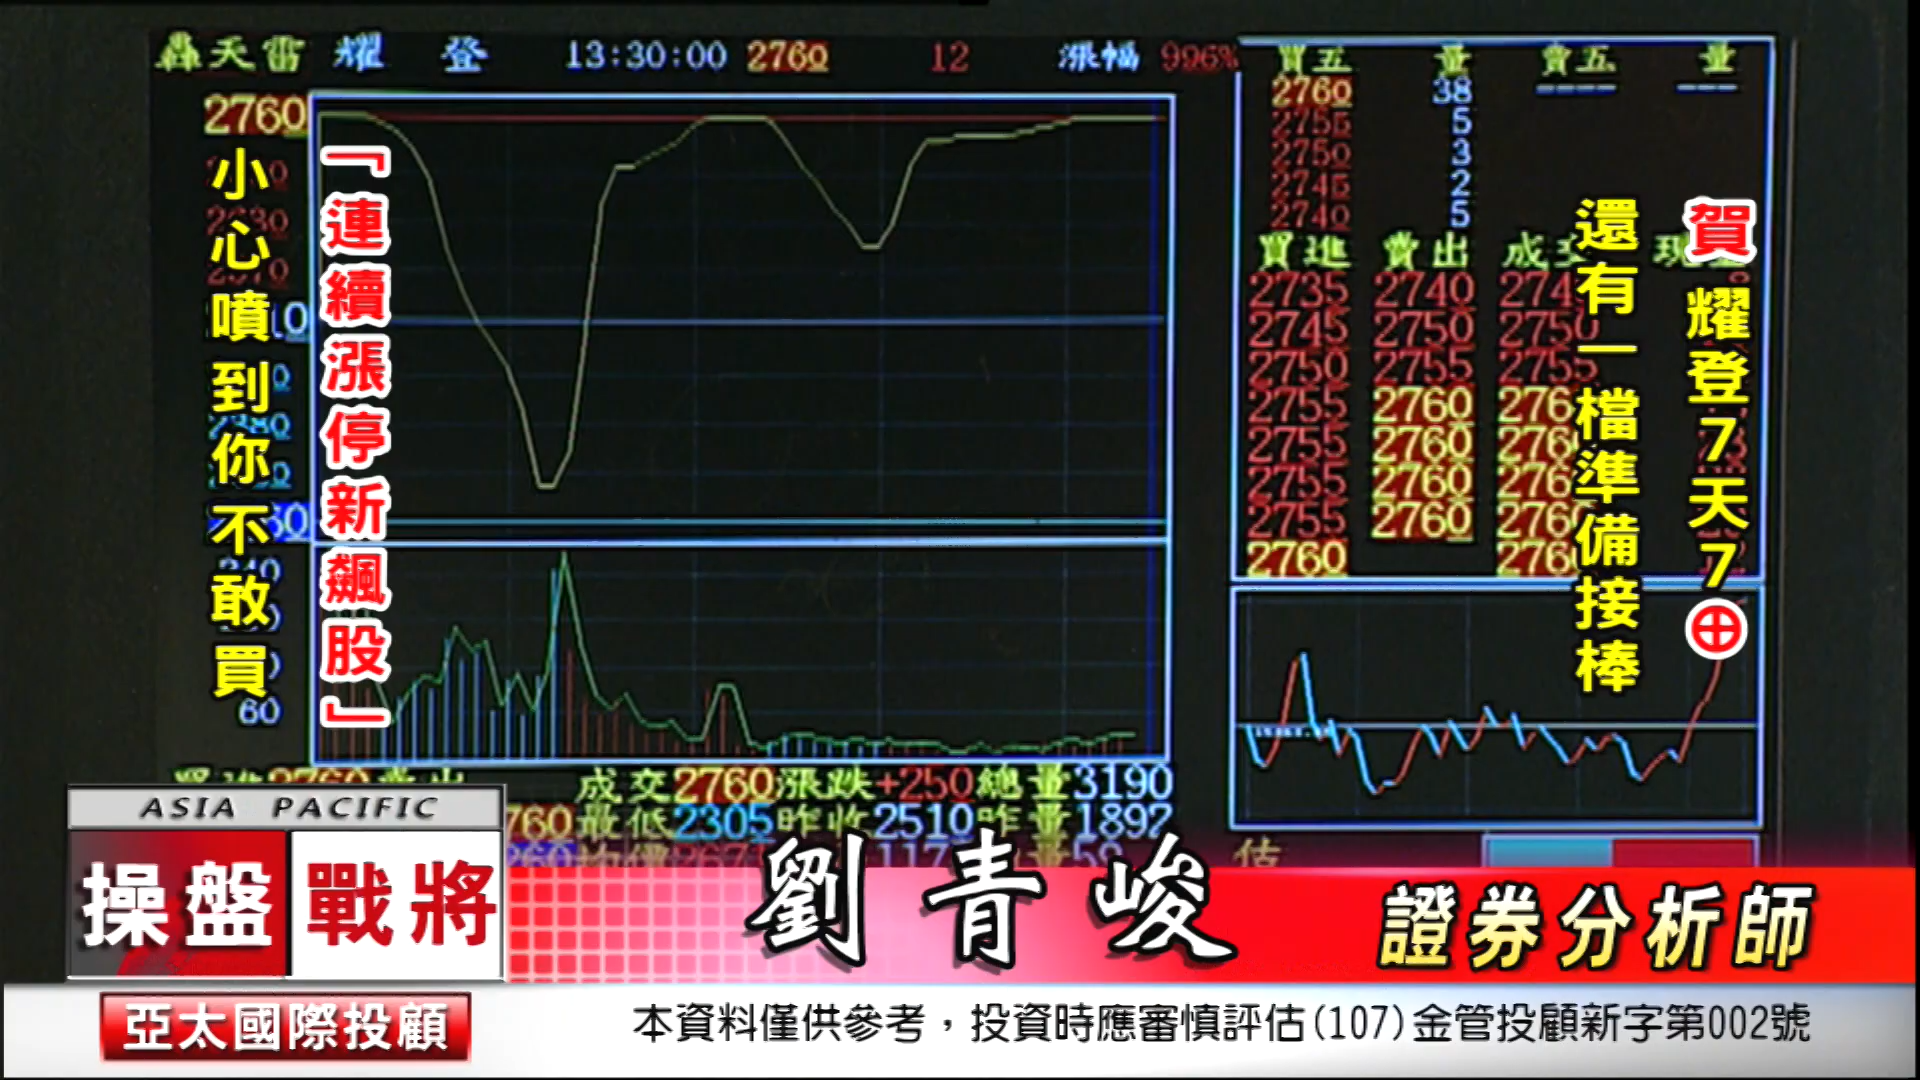 轟天雷 耀 登 13:30:00 2760 12 漲幅 996%
2760
60
買五 量 賣五 量
2760 38 ---- ---
2755 5
2750 3
2745 2
2740 5
買進 賣出
2735 2740
2745 2750
2750 2755
2755 2760
2755 2760
2755 2760
2755 2760
2760
賀 耀登7天7⊕
還有一檔準備接棒
「連續漲停新飆股」
小心噴到你不敢買
成交2760漲跌+250總量3190
最低2305昨收2510昨量1892
估
ASIA PACIFIC
操盤戰將
劉青峻 證券分析師
亞太國際投顧
本資料僅供參考，投資時應審慎評估(107)金管投顧新字第002號